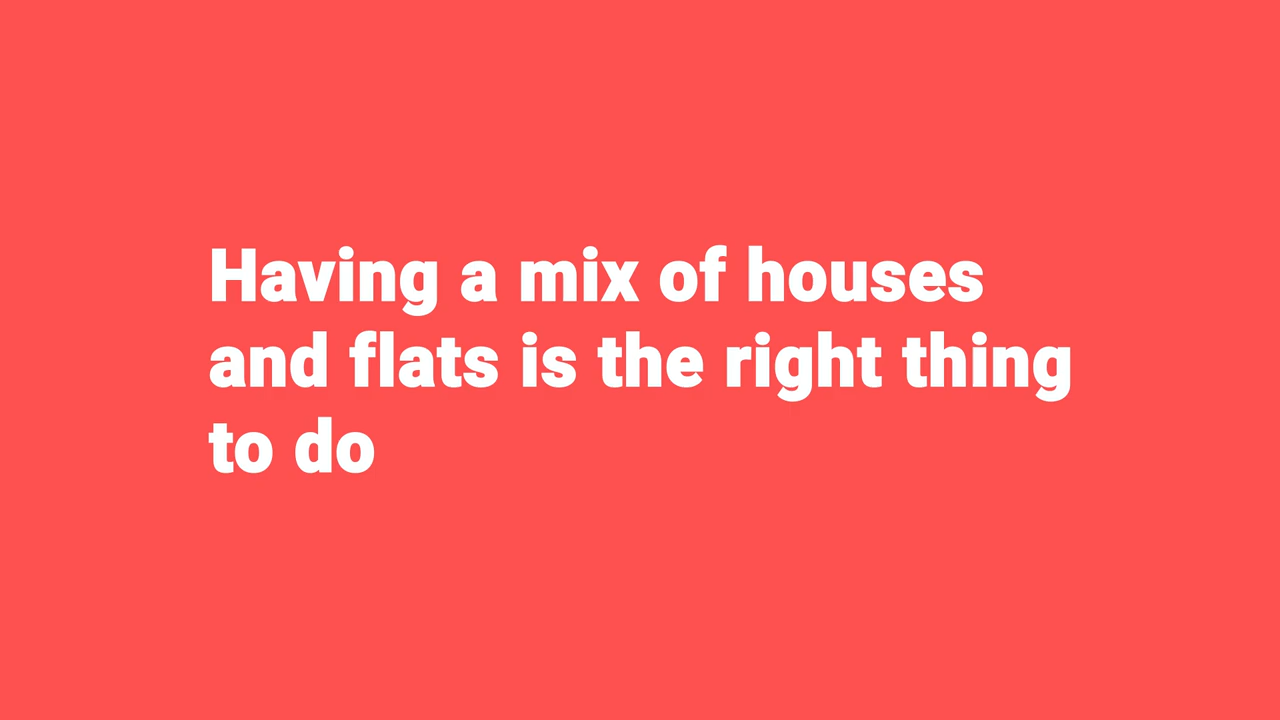 Having a mix of houses
and flats is the right thing
to do